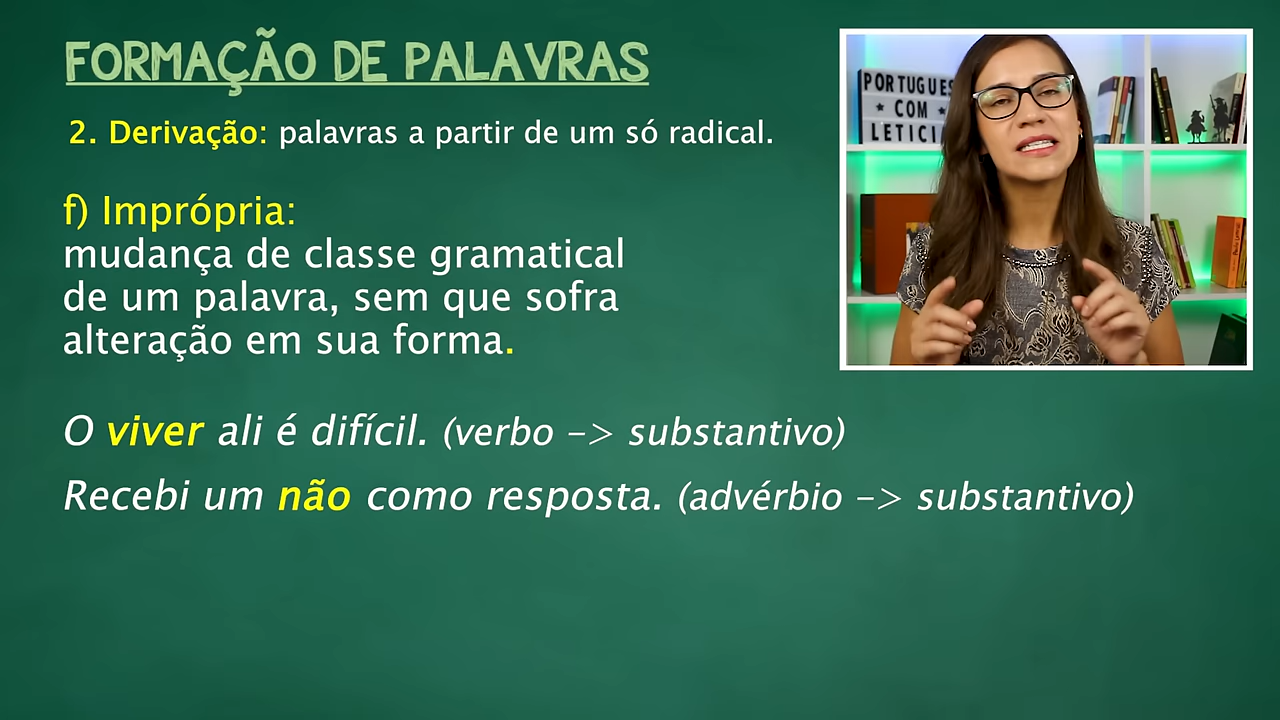 FORMAÇÃO DE PALAVRAS
2. Derivação: palavras a partir de um só radical.
f) Imprópria:
mudança de classe gramatical
de um palavra, sem que sofra
alteração em sua forma.
O viver ali é difícil. (verbo -> substantivo)
Recebi um não como resposta. (advérbio -> substantivo)
PORTUGUES
★ COM ★
LETICI